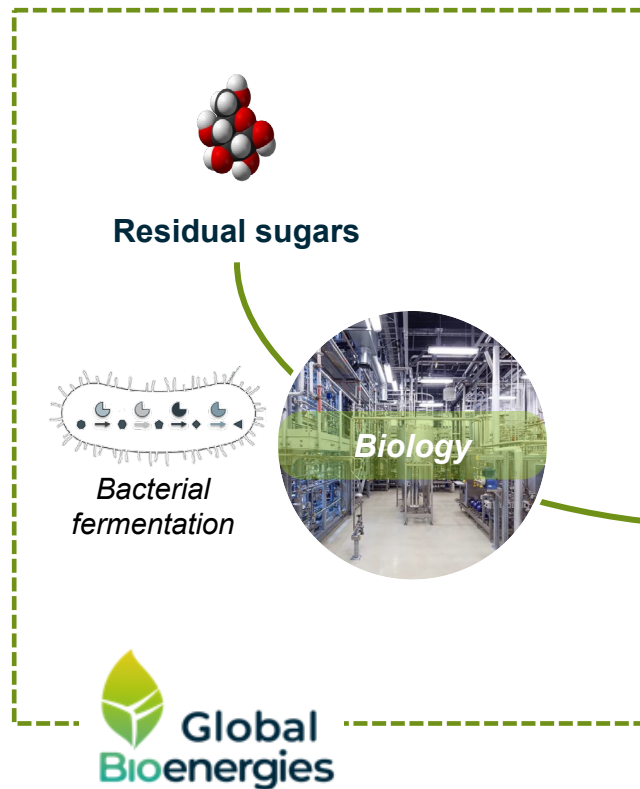 Residual sugars
Biology
Bacterial
fermentation
Global
Bioenergies